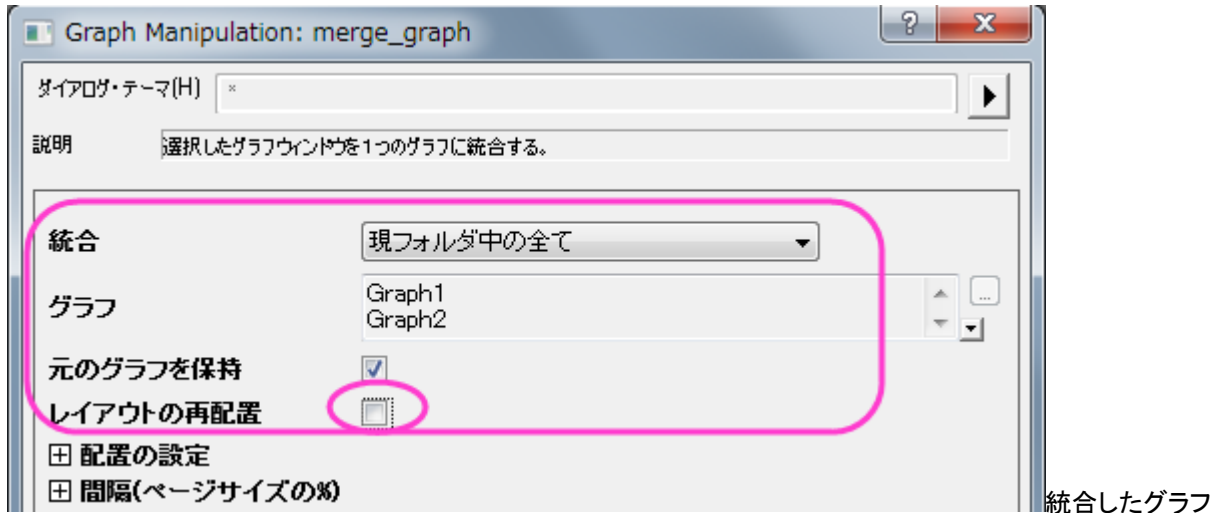 Graph Manipulation: merge_graph
ダイアログ・テーマ(H) *
説明 選択したグラフウィンドウを1つのグラフに統合する。
統合 現フォルダ中の全て
グラフ Graph1
Graph2
...
元のグラフを保持
レイアウトの再配置
配置の設定
間隔(ページサイズの%)
統合したグラフ